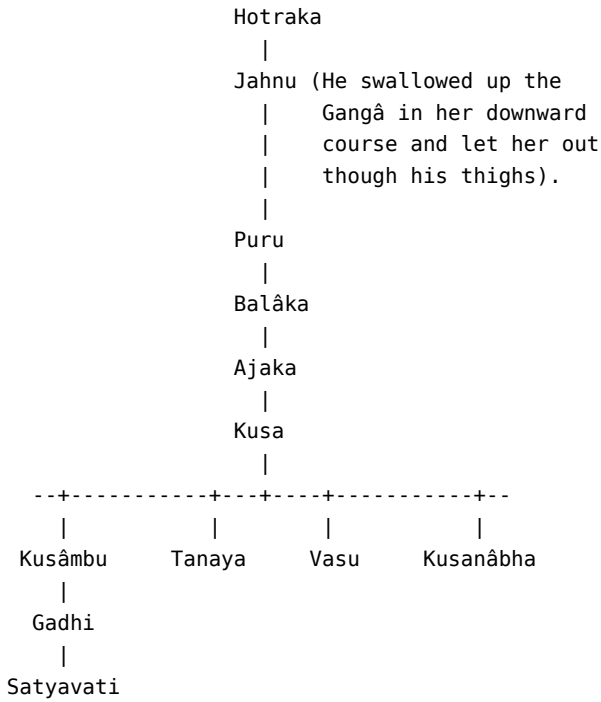 Hotraka
|
Jahnu (He swallowed up the
| Gangâ in her downward
| course and let her out
| though his thighs).
|
Puru
|
Balâka
|
Ajaka
|
Kusa
|
--+-----------+---+----+-----------+--
| | | |
Kusâmbu Tanaya Vasu Kusanâbha
|
Gadhi
|
Satyavati